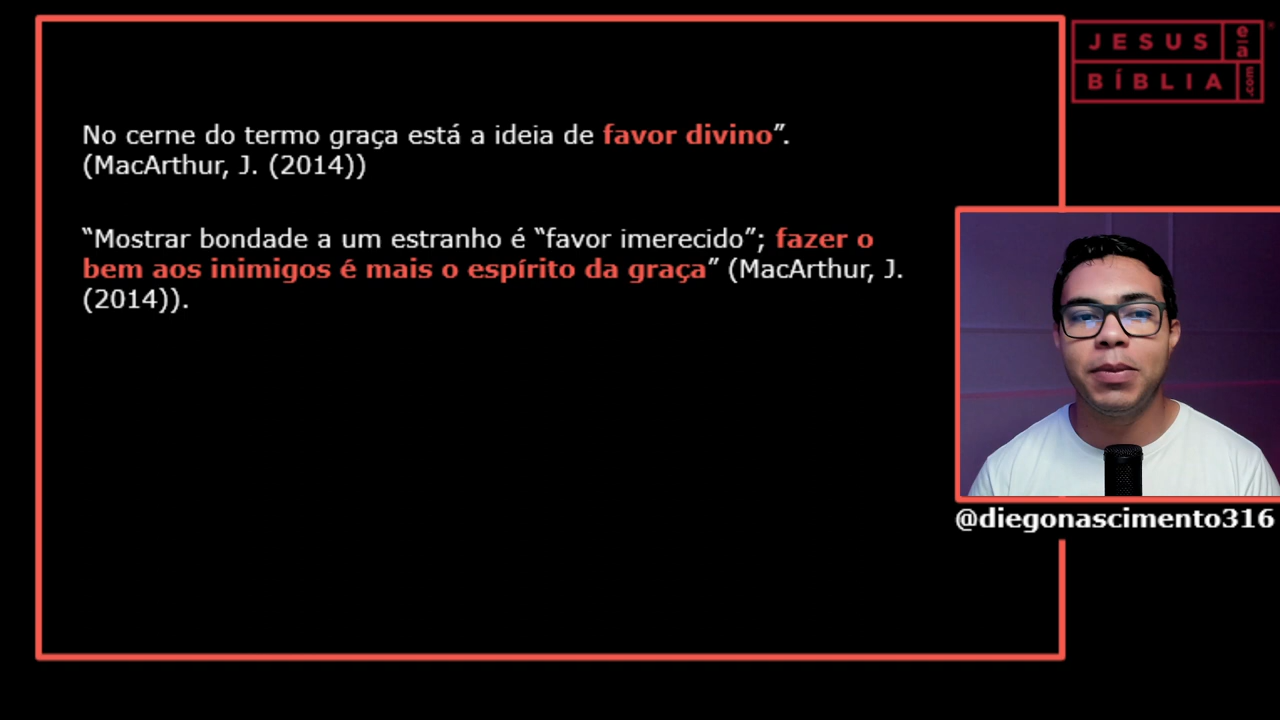 JESUS e a
BÍBLIA .com
No cerne do termo graça está a ideia de favor divino”.
(MacArthur, J. (2014))
“Mostrar bondade a um estranho é “favor imerecido”; fazer o
bem aos inimigos é mais o espírito da graça” (MacArthur, J.
(2014)).
@diegonascimento316